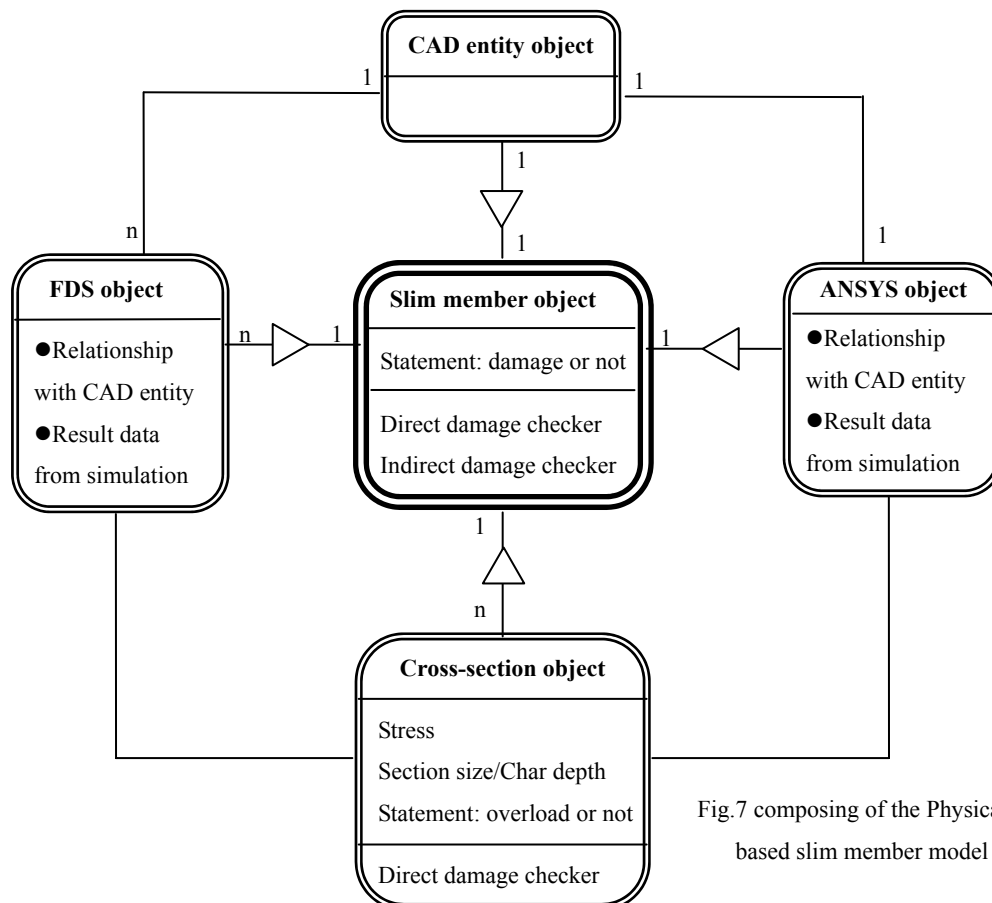 CAD entity object
1
1
1
n
1
1
FDS object
●Relationship
with CAD entity
●Result data
from simulation
n
1
Slim member object
Statement: damage or not
Direct damage checker
Indirect damage checker
1
ANSYS object
●Relationship
with CAD entity
●Result data
from simulation
1
n
Cross-section object
Stress
Section size/Char depth
Statement: overload or not
Direct damage checker
Fig.7 composing of the Physica
based slim member model